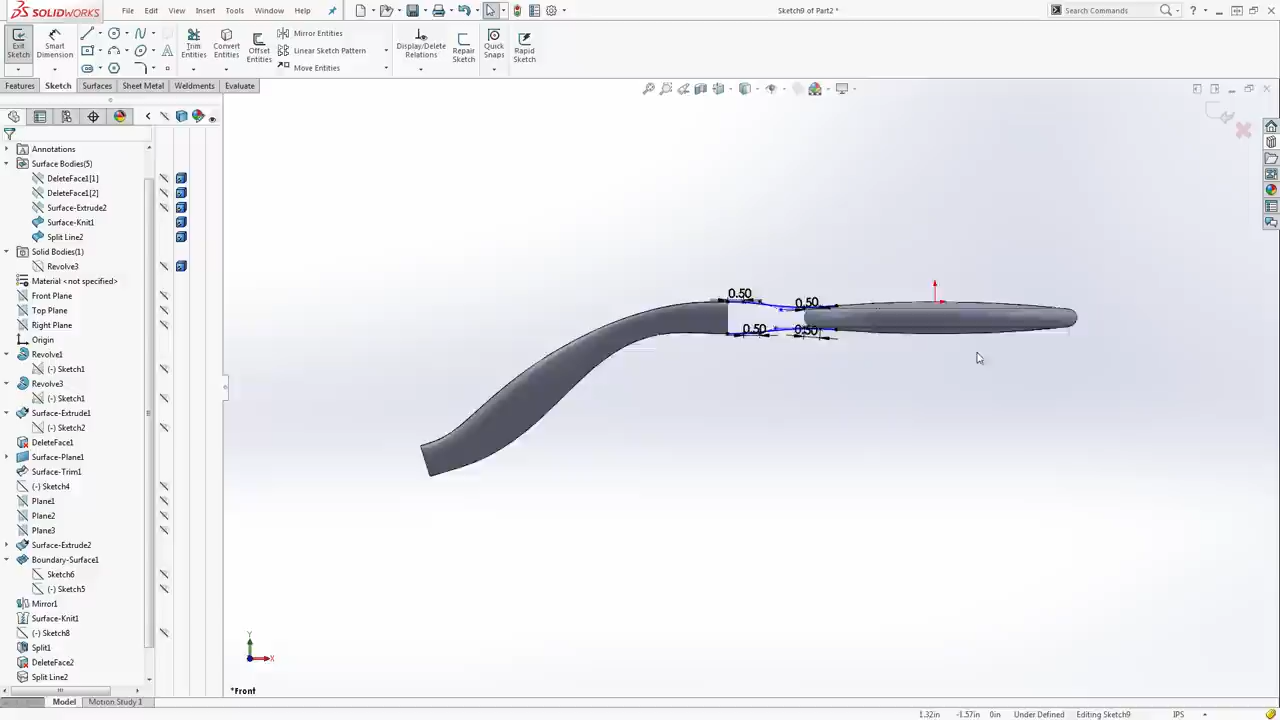 SOLIDWORKS
File Edit View Insert Tools Window Help
Sketch9 of Part2 *
Search Commands
Exit Sketch
Smart Dimension
Trim Entities
Convert Entities
Offset Entities
Mirror Entities
Linear Sketch Pattern
Move Entities
Display/Delete Relations
Repair Sketch
Quick Snaps
Rapid Sketch
Features Sketch Surfaces Sheet Metal Weldments Evaluate
Annotations
Surface Bodies(5)
DeleteFace1[1]
DeleteFace1[2]
Surface-Extrude2
Surface-Knit1
Split Line2
Solid Bodies(1)
Revolve3
Material <not specified>
Front Plane
Top Plane
Right Plane
Origin
Revolve1
(-) Sketch1
Revolve3
(-) Sketch1
Surface-Extrude1
(-) Sketch2
DeleteFace1
Surface-Plane1
Surface-Trim1
(-) Sketch4
Plane1
Plane2
Plane3
Surface-Extrude2
Boundary-Surface1
Sketch6
(-) Sketch5
Mirror1
Surface-Knit1
(-) Sketch8
Split1
DeleteFace2
Split Line2
0.50
0.50
0.50
0.50
Y
X
*Front
Model Motion Study 1
1.32in -1.57in 0in Under Defined Editing Sketch9 IPS